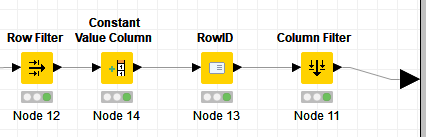 Row Filter
Constant
Value Column
RowID
Column Filter
Node 12
Node 14
Node 13
Node 11